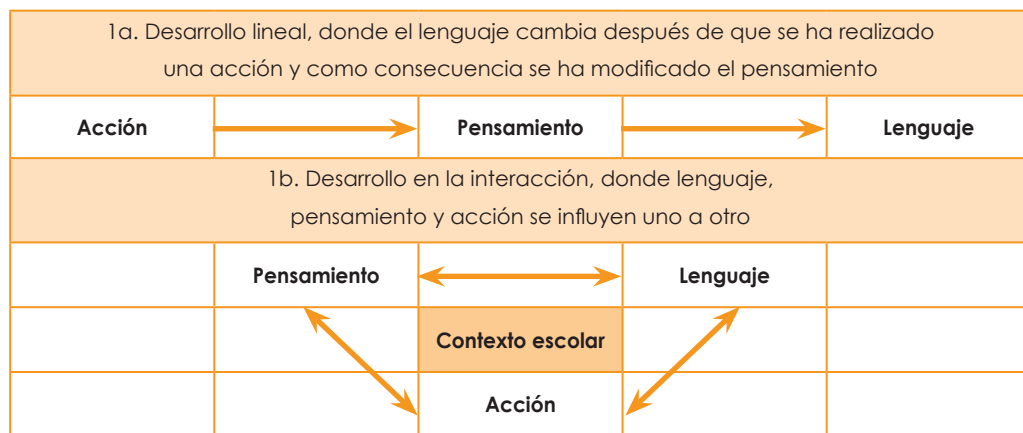 1a. Desarrollo lineal, donde el lenguaje cambia después de que se ha realizado
una acción y como consecuencia se ha modificado el pensamiento
Acción Pensamiento Lenguaje
1b. Desarrollo en la interacción, donde lenguaje,
pensamiento y acción se influyen uno a otro
Pensamiento Lenguaje
Contexto escolar
Acción